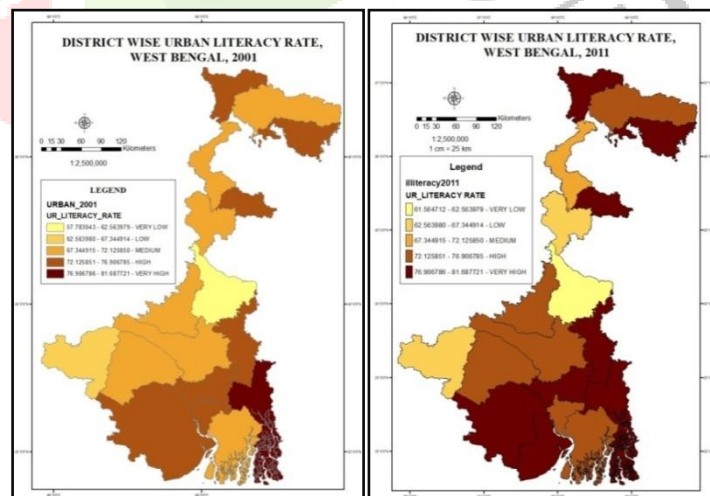 DISTRICT WISE URBAN LITERACY RATE,
WEST BENGAL, 2001
0 15 30 60 90 120
Kilometers
1:2,500,000
LEGEND
URBAN_2001
UR_LITERACY_RATE
57.783043 - 62.563979 - VERY LOW
62.563980 - 67.344914 - LOW
67.344915 - 72.125850 - MEDIUM
72.125851 - 76.906785 - HIGH
76.906786 - 81.687721 - VERY HIGH
DISTRICT WISE URBAN LITERACY RATE,
WEST BENGAL, 2011
0 15 30 60 90 120
Kilometers
1:2,500,000
1 cm = 25 km
Legend
illiteracy2011
UR_LITERACY RATE
61.564712 - 62.563979 - VERY LOW
62.563980 - 67.344914 - LOW
67.344915 - 72.125850 - MEDIUM
72.125851 - 76.906785 - HIGH
76.906786 - 81.687721 - VERY HIGH